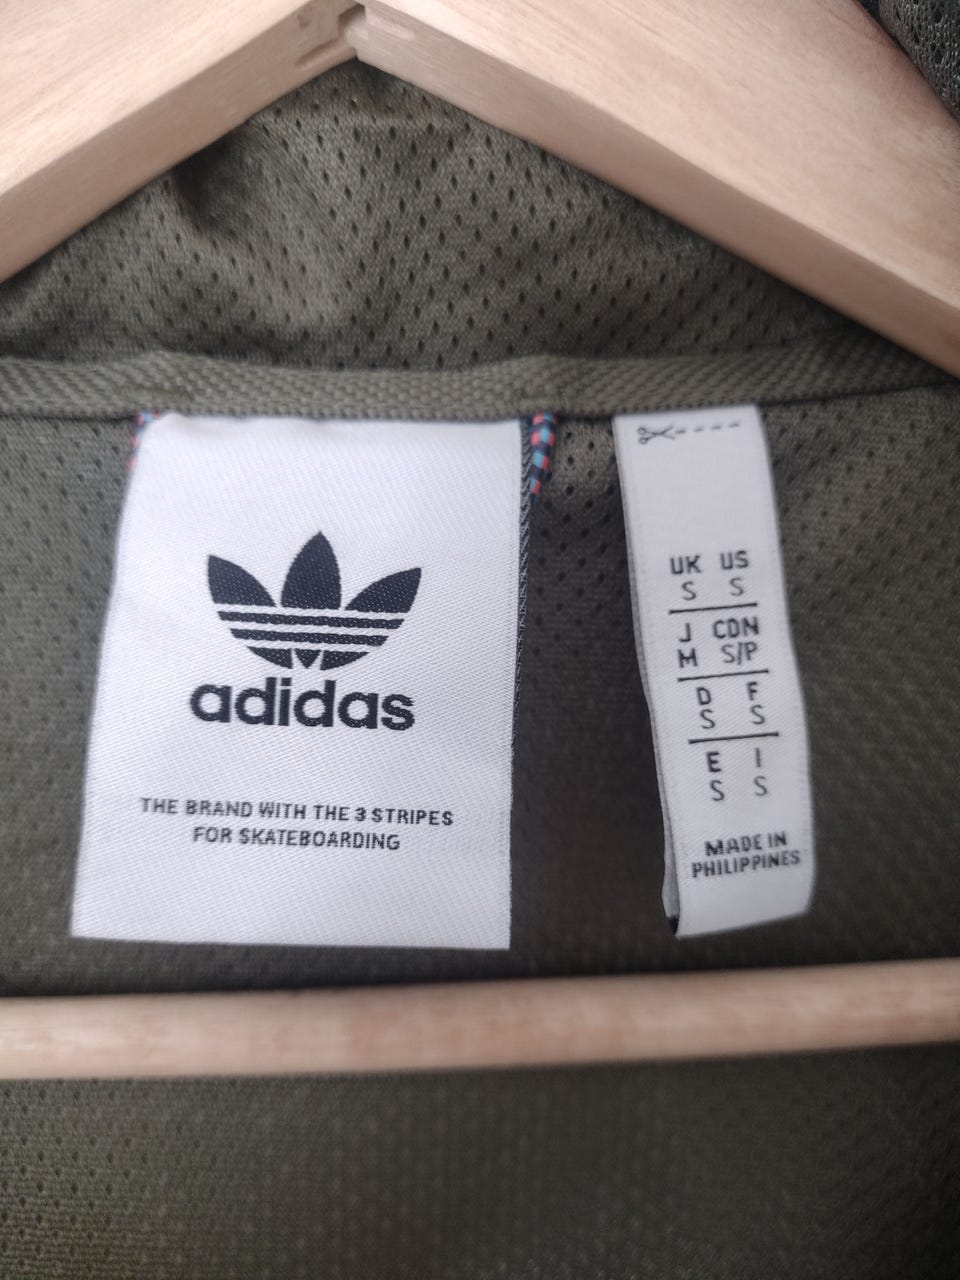 adidas
THE BRAND WITH THE 3 STRIPES
FOR SKATEBOARDING
UK US
S S
J CDN
M S/P
D F
S S
E I
S S
MADE IN
PHILIPPINES